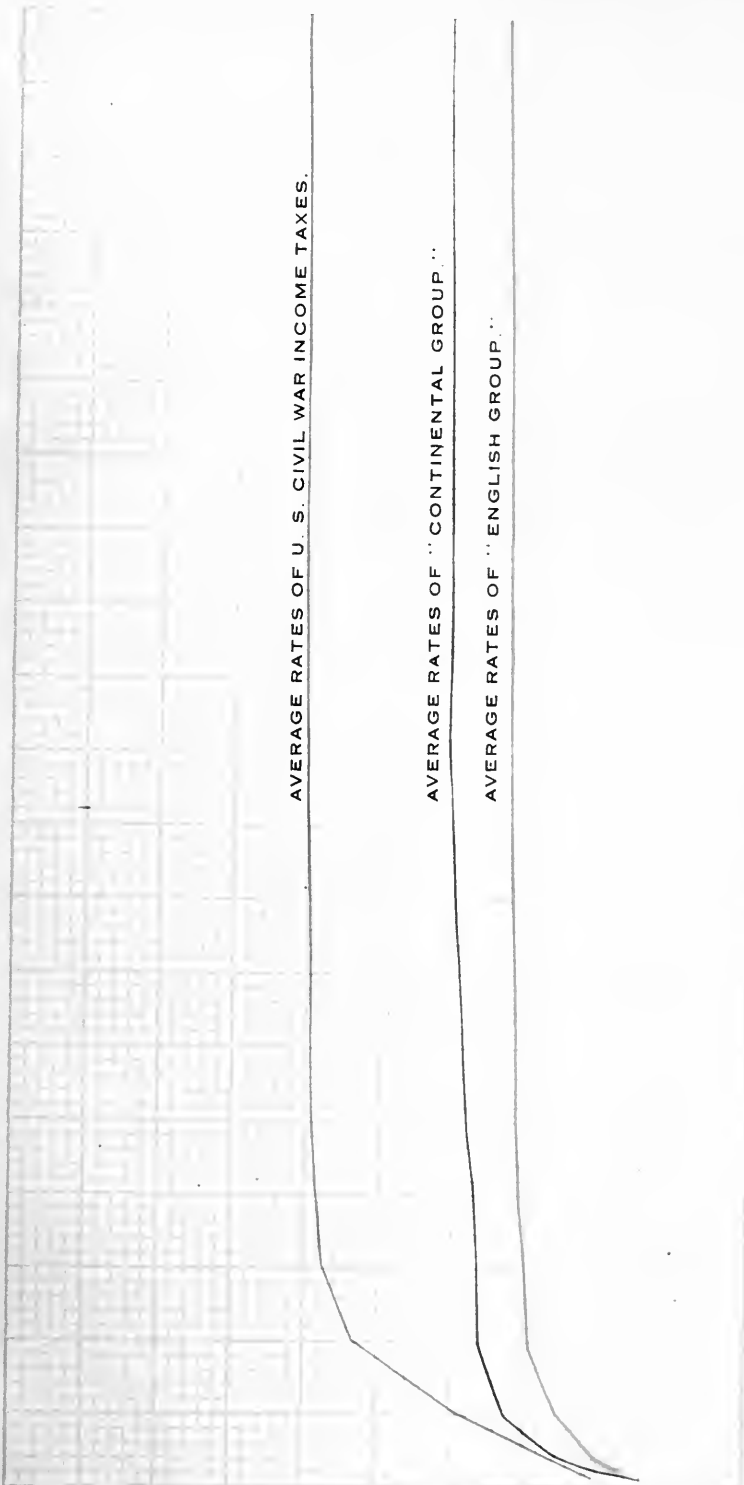 AVERAGE RATES OF U. S. CIVIL WAR INCOME TAXES.
AVERAGE RATES OF "CONTINENTAL GROUP."
AVERAGE RATES OF "ENGLISH GROUP."